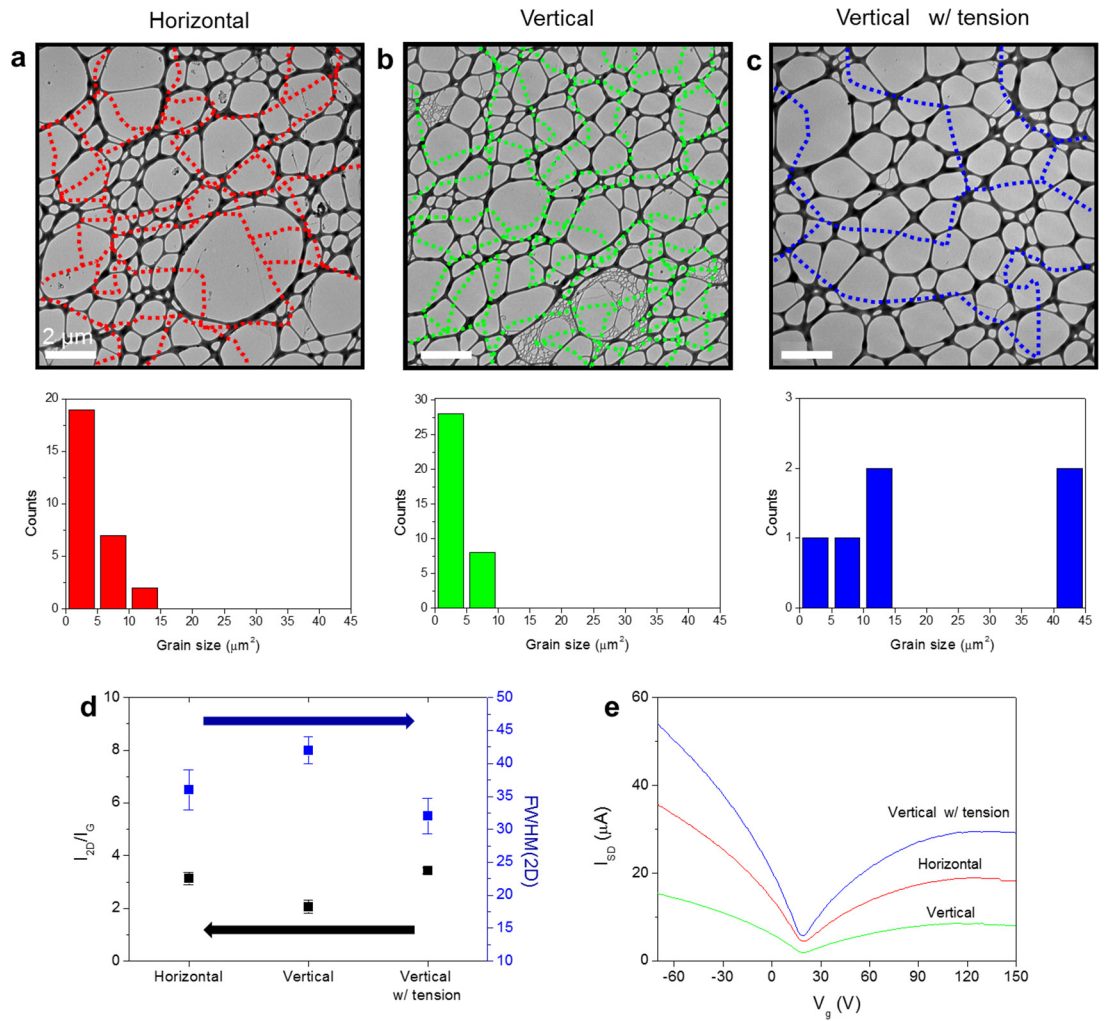 Horizontal
Vertical
Vertical w/ tension
a
b
c
2 μm
20
15
10
5
0
Counts
0 5 10 15 20 25 30 35 40 45
Grain size (μm²)
30
25
20
15
10
5
0
Counts
0 5 10 15 20 25 30 35 40 45
Grain size (μm²)
3
2
1
0
Counts
0 5 10 15 20 25 30 35 40 45
Grain size (μm²)
d
10
8
6
4
2
0
I2D/IG
50
45
40
35
30
25
20
15
10
FWHM(2D)
Horizontal
Vertical
Vertical
w/ tension
e
60
40
20
0
ISD (μA)
Vertical w/ tension
Horizontal
Vertical
-60 -30 0 30 60 90 120 150
Vg (V)